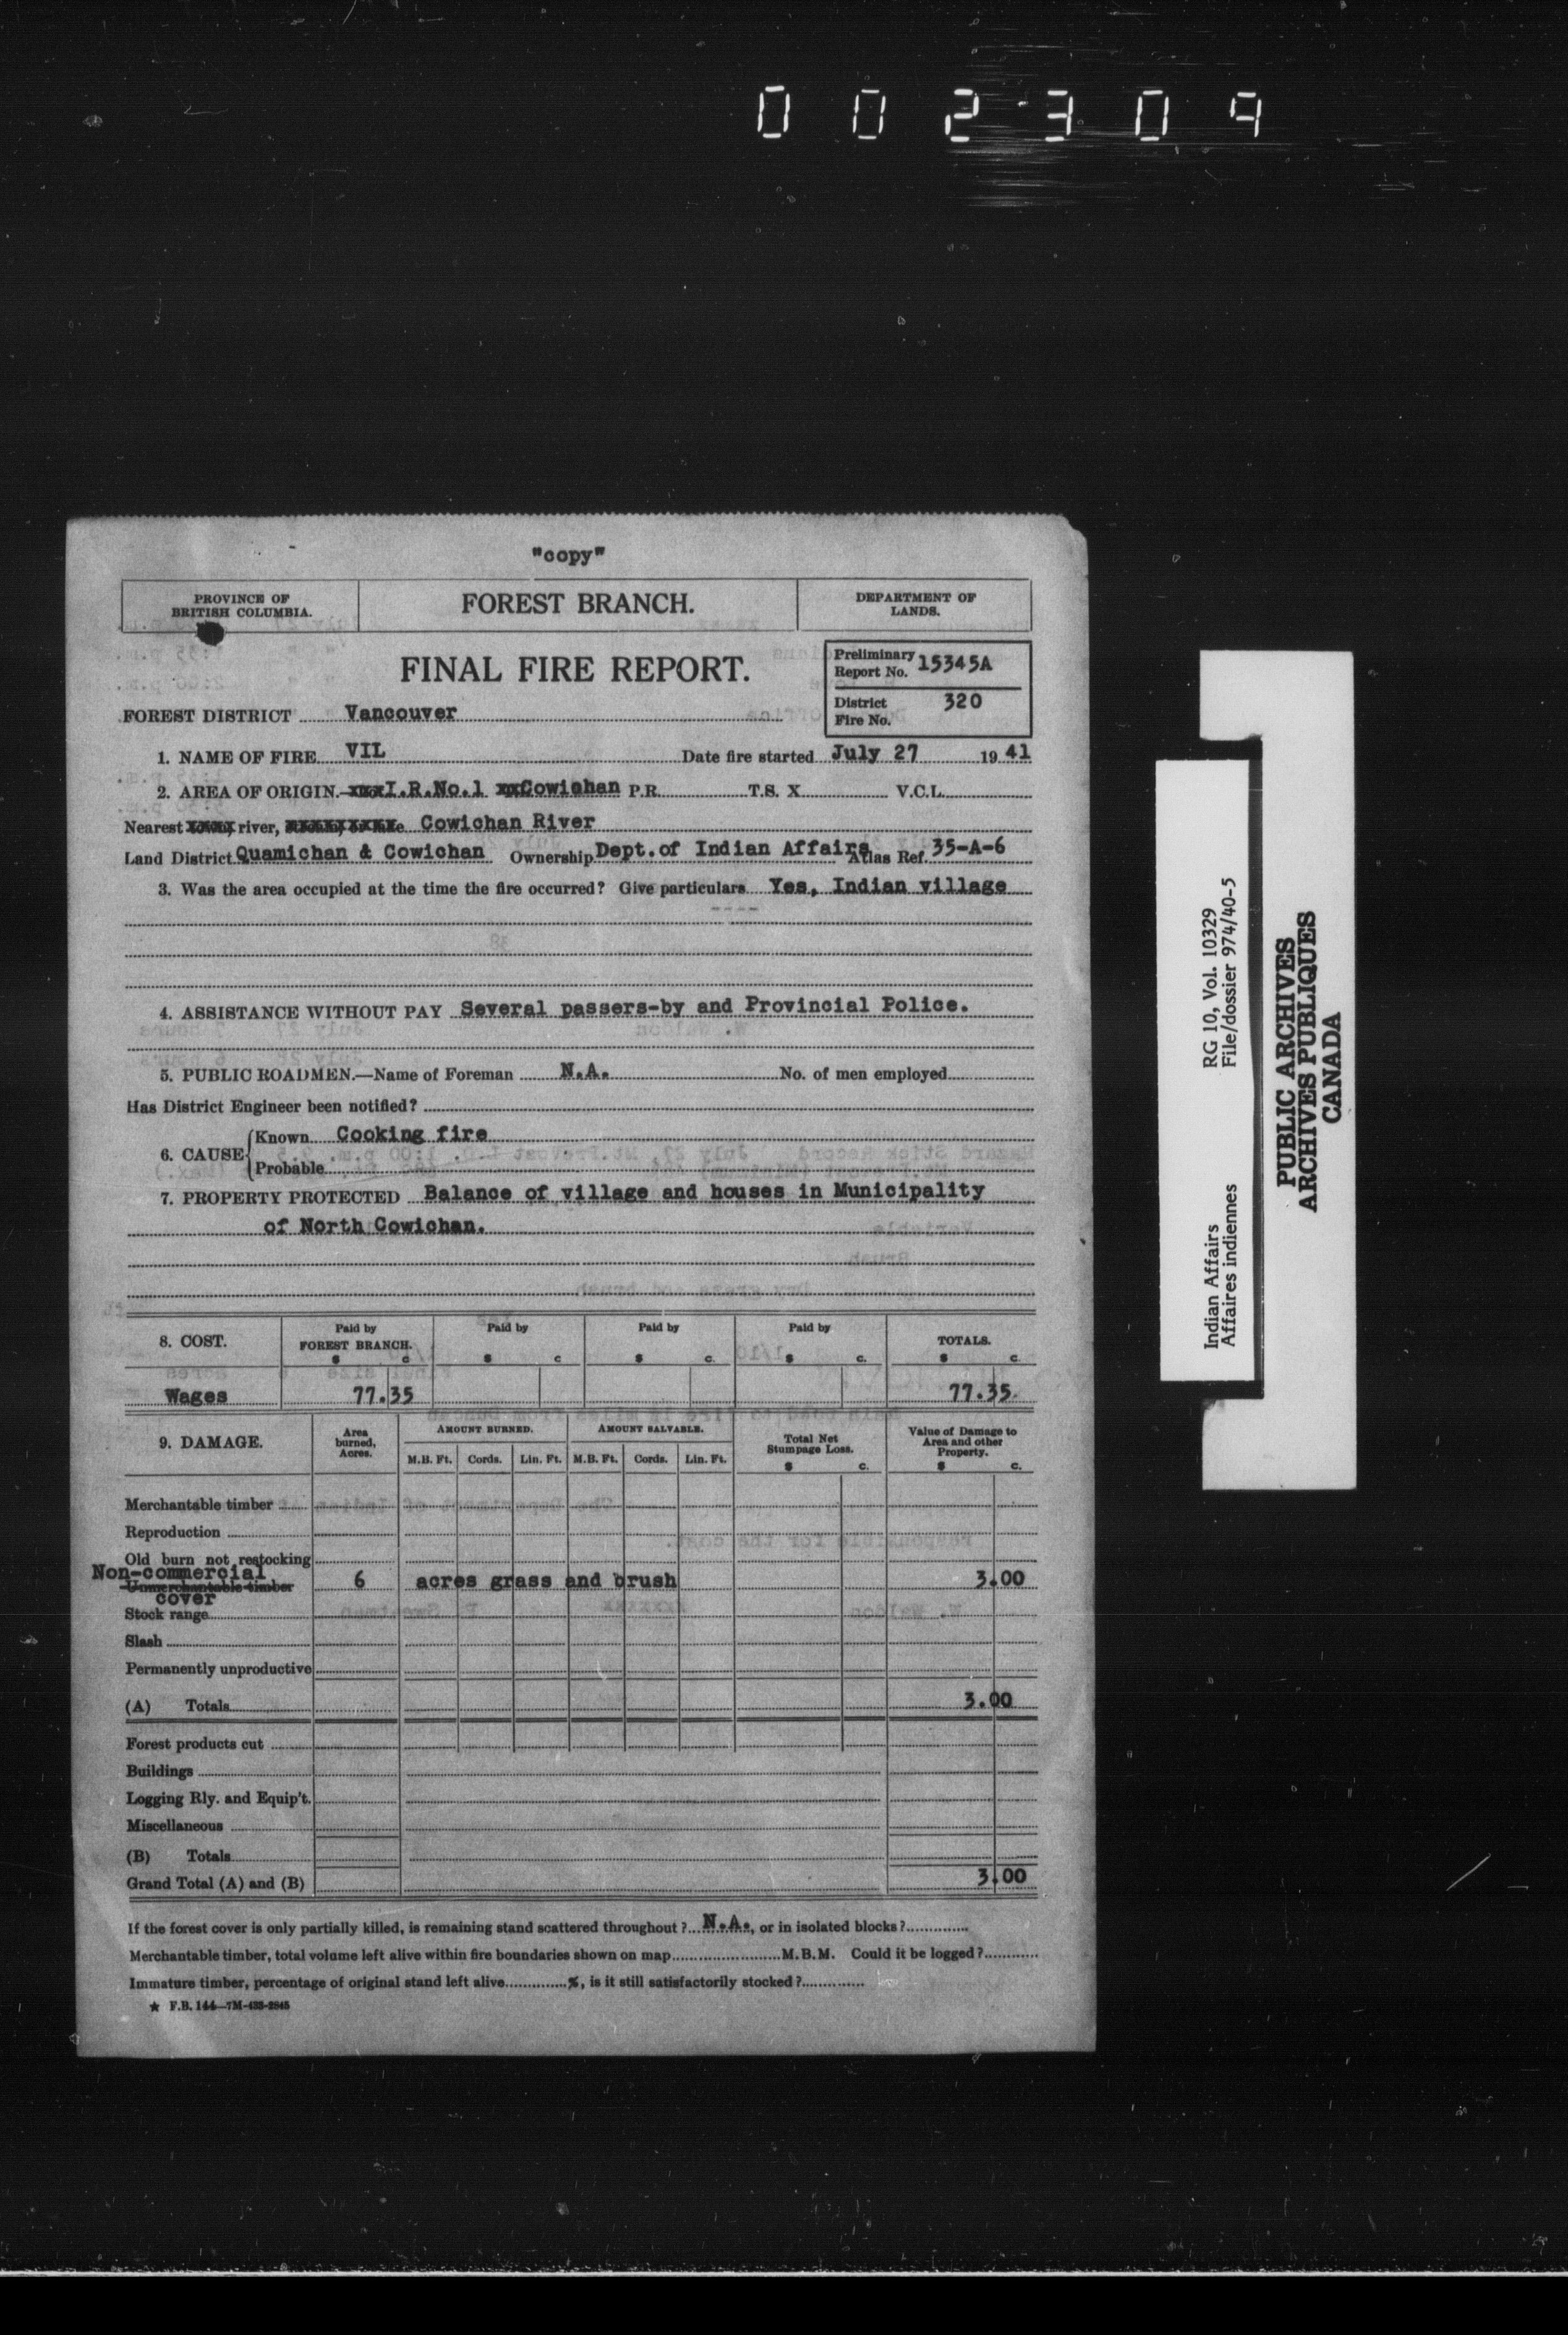 002309
"copy"
PROVINCE OF
BRITISH COLUMBIA.
FOREST BRANCH.
DEPARTMENT OF
LANDS.
FINAL FIRE REPORT.
Preliminary
Report No. 15345A
District
Fire No. 320
FOREST DISTRICT Vancouver
1. NAME OF FIRE VIL Date fire started July 27 1941
2. AREA OF ORIGIN.— I.R.No.1 Cowichan P.R. T.S. X V.C.L.
Nearest river, Cowichan River
Land District Quamichan & Cowichan Ownership Dept.of Indian Affairs Atlas Ref. 35-A-6
3. Was the area occupied at the time the fire occurred? Give particulars Yes, Indian village
4. ASSISTANCE WITHOUT PAY Several passers-by and Provincial Police.
5. PUBLIC ROADMEN.—Name of Foreman N.A. No. of men employed
Has District Engineer been notified?
6. CAUSE
Known Cooking fire
Probable
7. PROPERTY PROTECTED Balance of village and houses in Municipality
of North Cowichan.
8. COST. Paid by FOREST BRANCH. $ c Paid by $ c Paid by $ c. Paid by $ c. TOTALS. $ c.
Wages 77.35 77.35
9. DAMAGE. Area burned, Acres. AMOUNT BURNED. AMOUNT SALVABLE. Total Net Stumpage Loss. $ c. Value of Damage to Area and other Property. $ c.
M.B. Ft. Cords. Lin. Ft. M.B. Ft. Cords. Lin. Ft.
Merchantable timber
Reproduction
Old burn not restocking
Non-commercial
Unmerchantable timber 6 acres grass and brush 3.00
cover
Stock range
Slash
Permanently unproductive
(A) Totals 3.00
Forest products cut
Buildings
Logging Rly. and Equip't.
Miscellaneous
(B) Totals
Grand Total (A) and (B) 3.00
If the forest cover is only partially killed, is remaining stand scattered throughout? N.A., or in isolated blocks?
Merchantable timber, total volume left alive within fire boundaries shown on map M.B.M. Could it be logged?
Immature timber, percentage of original stand left alive %, is it still satisfactorily stocked?
★ F.B. 144—7M-433-2845
Indian Affairs RG 10, Vol. 10329
Affaires indiennes File/dossier 974/40-5
PUBLIC ARCHIVES
ARCHIVES PUBLIQUES
CANADA